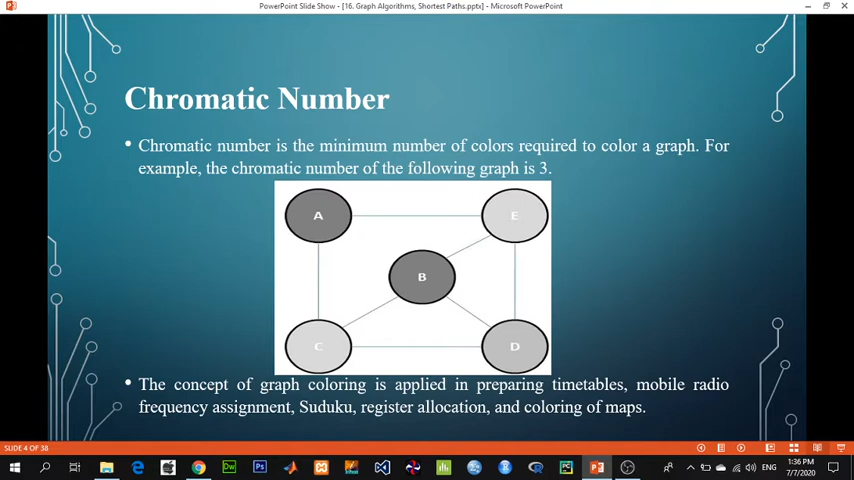 PowerPoint Slide Show - [16. Graph Algorithms, Shortest Paths.pptx] - Microsoft PowerPoint
Chromatic Number
• Chromatic number is the minimum number of colors required to color a graph. For
example, the chromatic number of the following graph is 3.
A
E
B
C
D
• The concept of graph coloring is applied in preparing timetables, mobile radio
frequency assignment, Suduku, register allocation, and coloring of maps.
SLIDE 4 OF 38
Dw
Ps
R
PC
ENG
1:36 PM
7/7/2020